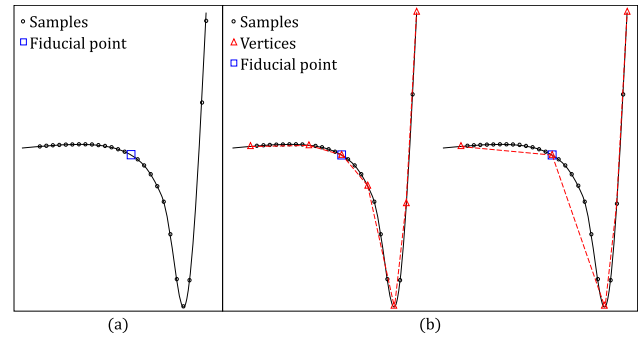 Samples
Fiducial point
Samples
Vertices
Fiducial point
(a)
(b)